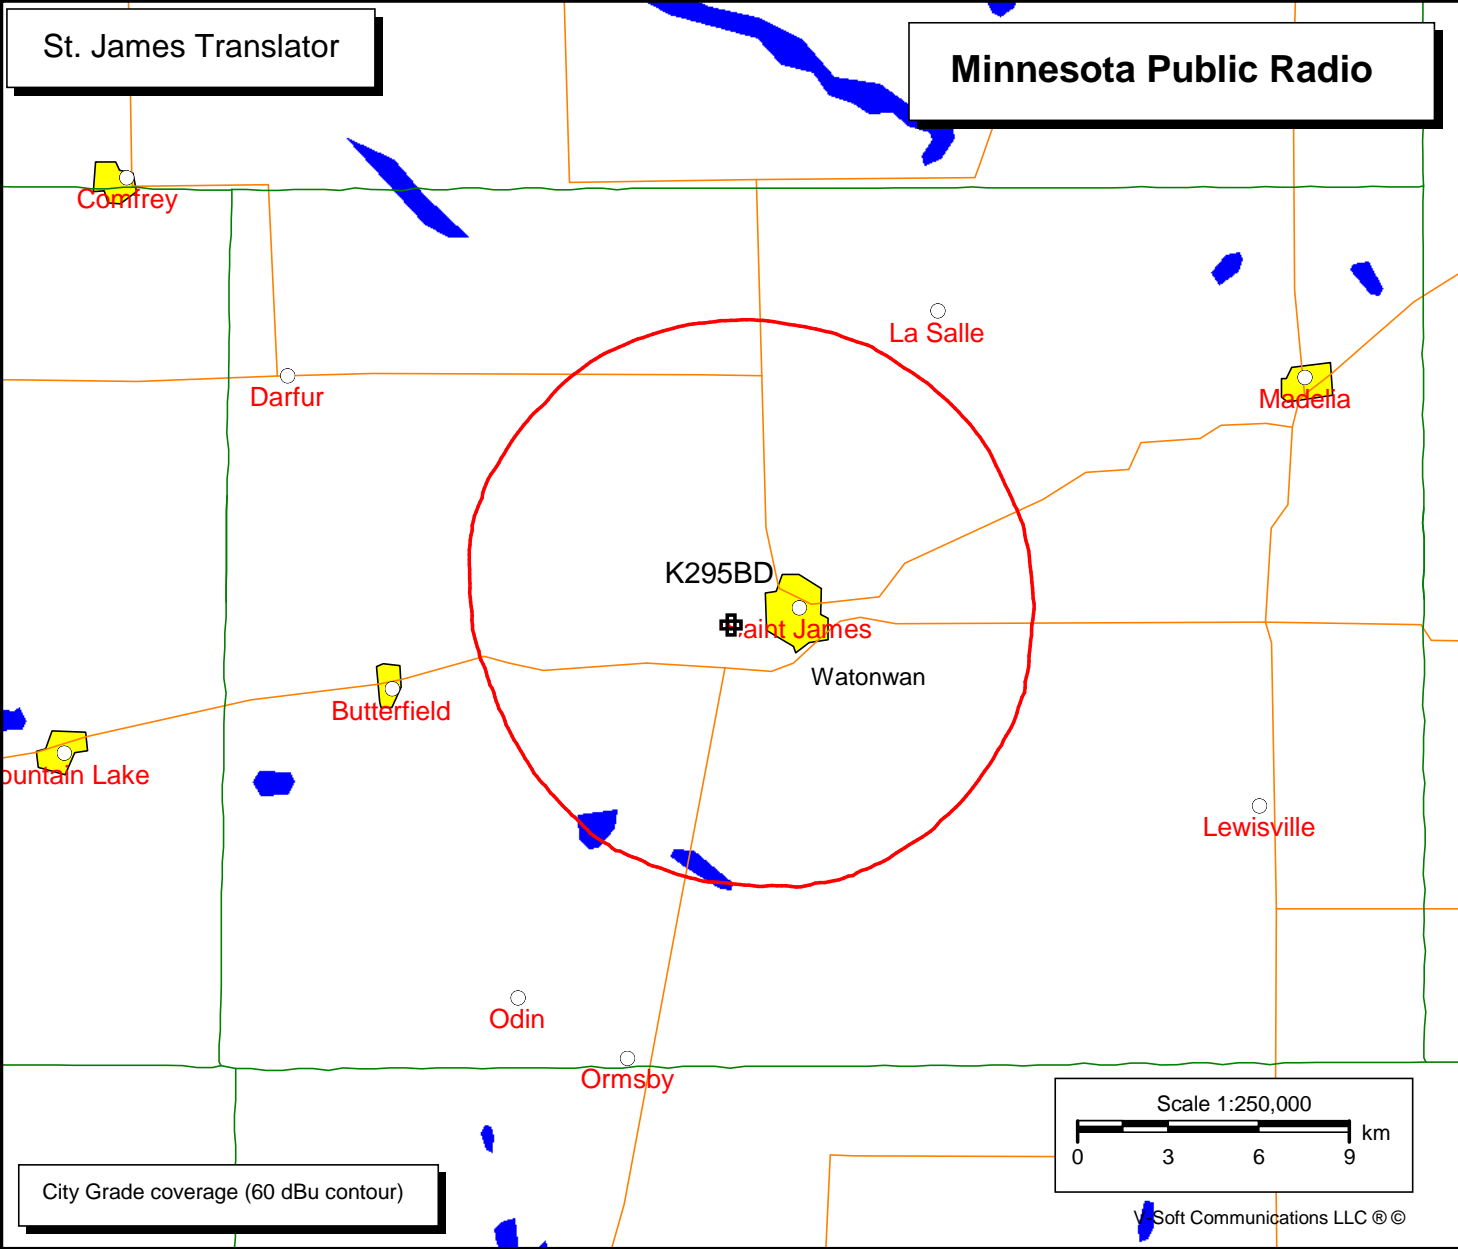 St. James Translator
Minnesota Public Radio
Comfrey
La Salle
Darfur
Madelia
K295BD
aint James
Watonwan
Butterfield
ountain Lake
Lewisville
Odin
Ormsby
Scale 1:250,000
km
0 3 6 9
City Grade coverage (60 dBu contour)
V-Soft Communications LLC ® ©